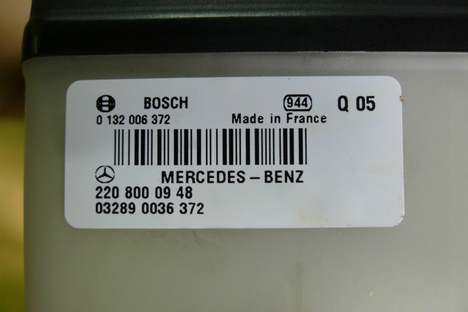 BOSCH 944 Q 05
0 132 006 372 Made in France
MERCEDES-BENZ
220 800 09 48
03289 0036 372